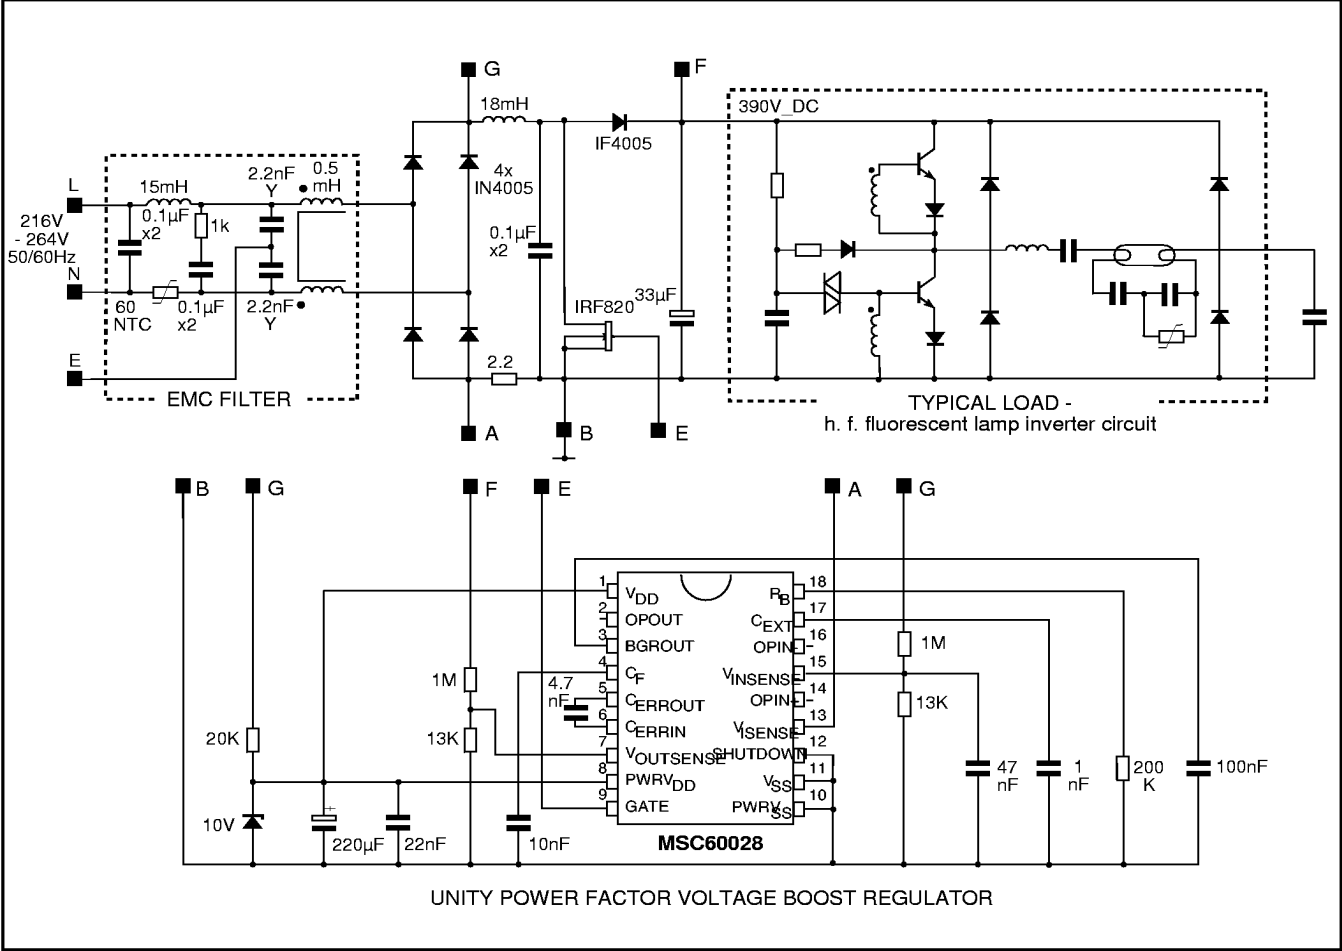 G
F
18mH
390V_DC
IF4005
L
15mH
2.2nF
Y
0.5
mH
4x
IN4005
216V
- 264V
50/60Hz
0.1µF
x2
1k
0.1µF
x2
N
60
NTC
0.1µF
x2
2.2nF
Y
IRF820
33µF
E
2.2
EMC FILTER
TYPICAL LOAD -
h. f. fluorescent lamp inverter circuit
A
B
E
B
G
F
E
A
G
1
VDD
2
OPOUT
3
BGROUT
4
CF
5
CERROUT
6
CERRIN
7
VOUTSENSE
8
PWRVDD
9
GATE
18
RB
17
CEXT
16
OPIN-
15
VINSENSE
14
OPIN+
13
VISENSE
12
SHUTDOWN
11
VSS
10
PWRVSS
1M
4.7
nF
1M
13K
20K
13K
47
nF
1
nF
200
K
100nF
10V
+
220µF
22nF
10nF
MSC60028
UNITY POWER FACTOR VOLTAGE BOOST REGULATOR